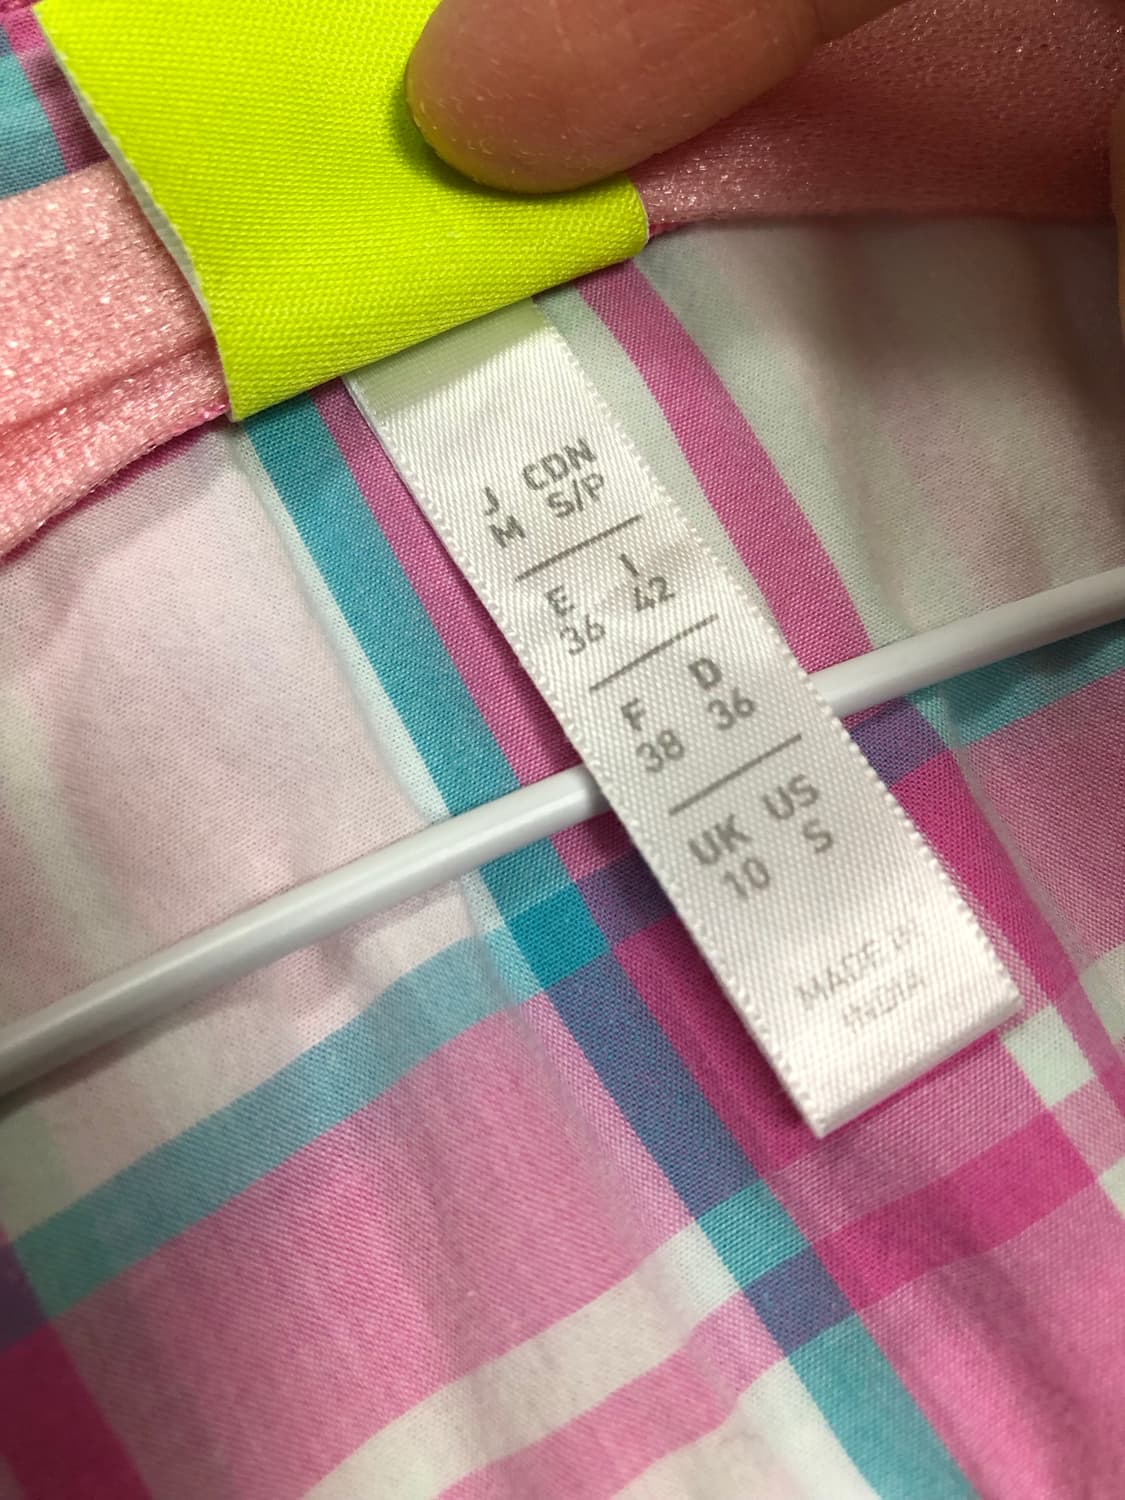 J CDN
M S/P
E I
36 42
F D
38 36
UK US
10 S
MADE IN
INDIA